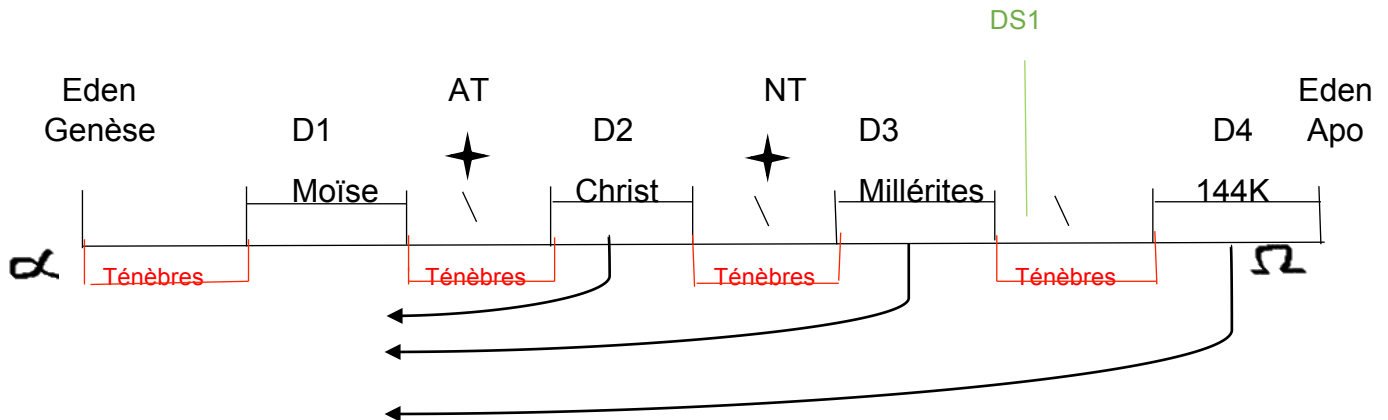 DS1
Eden
Genèse
AT
NT
Eden
Apo
D1
D2
D3
D4
Moïse
Christ
Millérites
144K
α
Ω
Ténèbres
Ténèbres
Ténèbres
Ténèbres